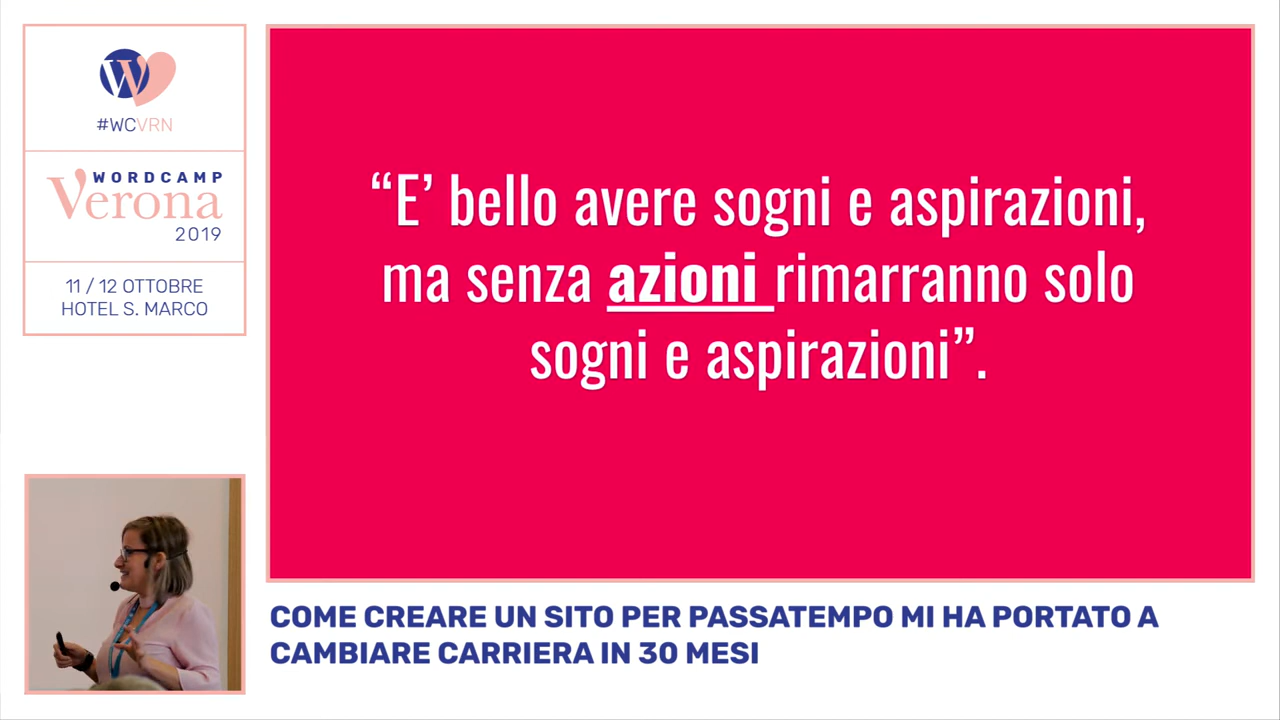 #WCVRN
WORDCAMP
Verona
2019
11 / 12 OTTOBRE
HOTEL S. MARCO
“E’ bello avere sogni e aspirazioni,
ma senza azioni rimarranno solo
sogni e aspirazioni”.
COME CREARE UN SITO PER PASSATEMPO MI HA PORTATO A
CAMBIARE CARRIERA IN 30 MESI